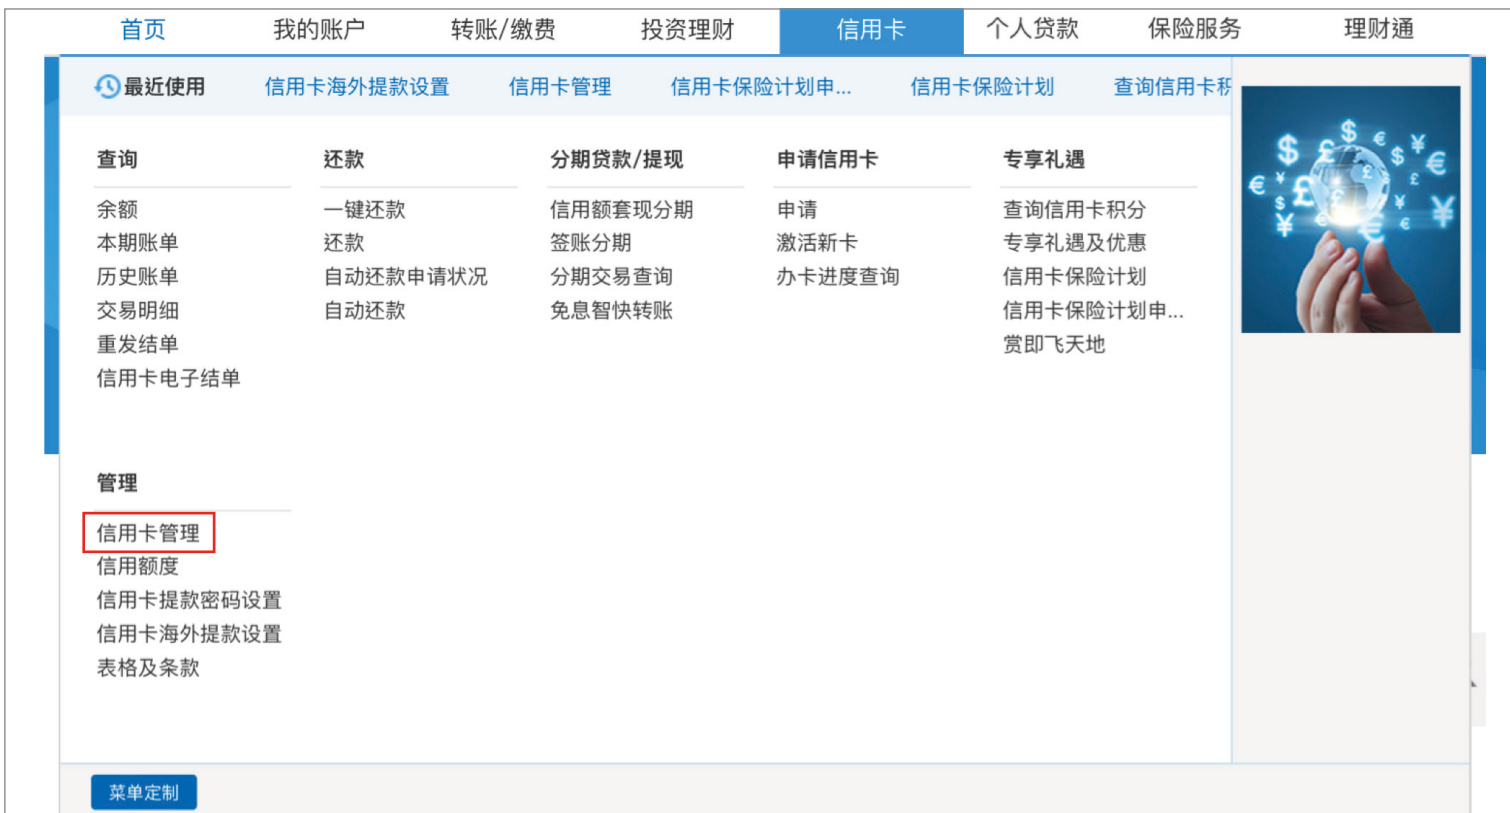 首页 我的账户 转账/缴费 投资理财 信用卡 个人贷款 保险服务 理财通
最近使用 信用卡海外提款设置 信用卡管理 信用卡保险计划申... 信用卡保险计划 查询信用卡积
查询
余额
本期账单
历史账单
交易明细
重发结单
信用卡电子结单
还款
一键还款
还款
自动还款申请状况
自动还款
分期贷款/提现
信用额套现分期
签账分期
分期交易查询
免息智快转账
申请信用卡
申请
激活新卡
办卡进度查询
专享礼遇
查询信用卡积分
专享礼遇及优惠
信用卡保险计划
信用卡保险计划申...
赏即飞天地
管理
信用卡管理
信用额度
信用卡提款密码设置
信用卡海外提款设置
表格及条款
菜单定制